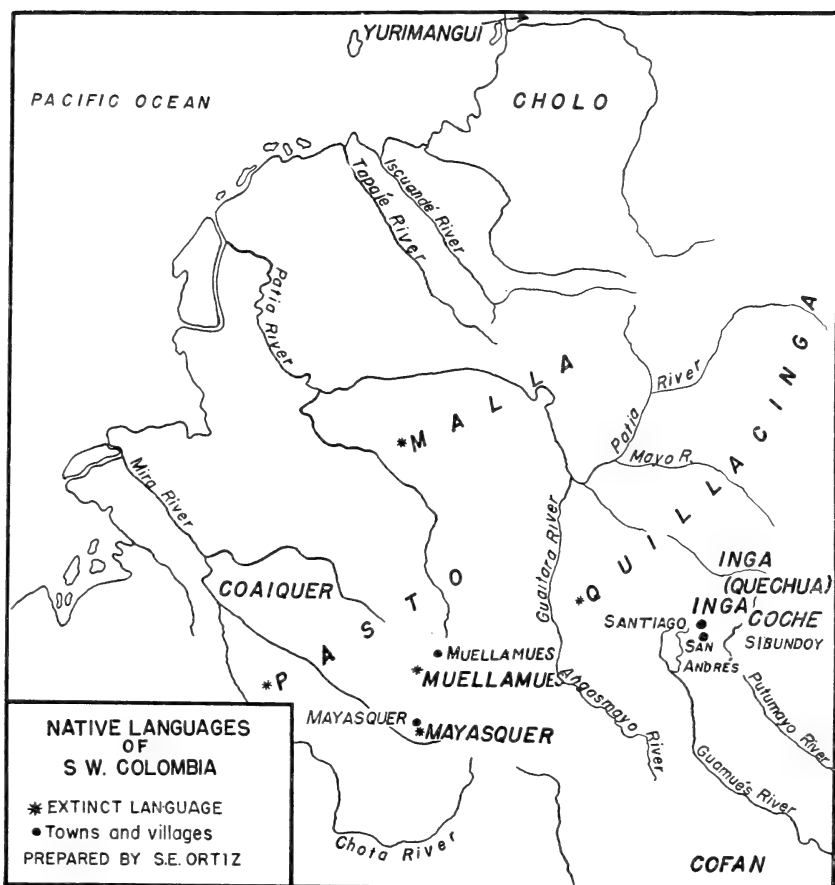 YURIMANGUI
PACIFIC OCEAN
CHOLO
Tapajé River
Iscuandé River
Patia River
MALLA
Patia River
Mayo R.
QUILLACINGA
Mira River
Guaitara River
COAIQUER
PASTO
INGA
(QUECHUA)
INGA
COCHE
SANTIAGO
SAN
ANDRÉS
SIBUNDOY
MUELLAMUES
MUELLAMUES
MAYASQUER
MAYASQUER
Angasmayo River
Putumayo River
Guamués River
Chota River
COFAN
NATIVE LANGUAGES
OF
S W. COLOMBIA
* EXTINCT LANGUAGE
• Towns and villages
PREPARED BY S.E. ORTIZ